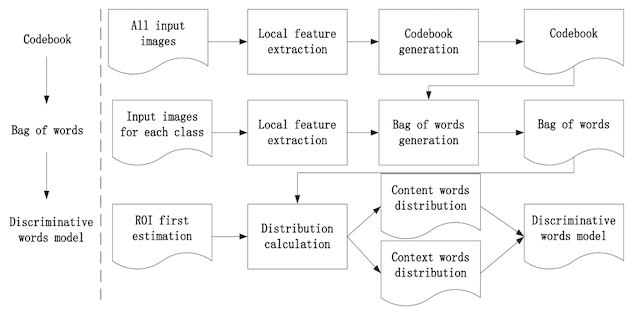 Codebook
Bag of words
Discriminative
words model
All input
images
Local feature
extraction
Codebook
generation
Codebook
Input images
for each class
Local feature
extraction
Bag of words
generation
Bag of words
ROI first
estimation
Distribution
calculation
Content words
distribution
Context words
distribution
Discriminative
words model